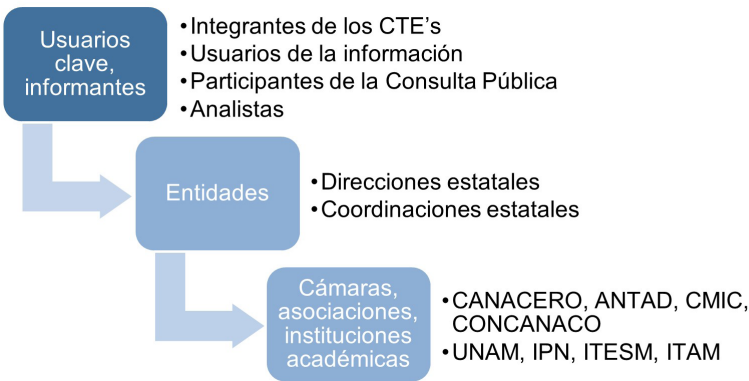 Usuarios
clave,
informantes
•Integrantes de los CTE’s
•Usuarios de la información
•Participantes de la Consulta Pública
•Analistas
Entidades
•Direcciones estatales
•Coordinaciones estatales
Cámaras,
asociaciones,
instituciones
académicas
•CANACERO, ANTAD, CMIC,
CONCANACO
•UNAM, IPN, ITESM, ITAM